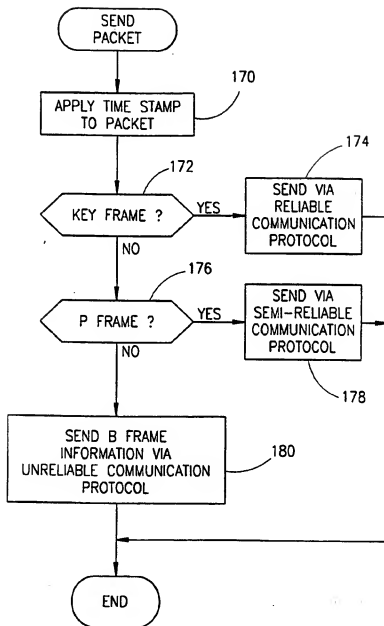 SEND
PACKET
APPLY TIME STAMP
TO PACKET
170
172
KEY FRAME ?
YES
NO
174
SEND VIA
RELIABLE
COMMUNICATION
PROTOCOL
176
P FRAME ?
YES
NO
SEND VIA
SEMI-RELIABLE
COMMUNICATION
PROTOCOL
178
SEND B FRAME
INFORMATION VIA
UNRELIABLE COMMUNICATION
PROTOCOL
180
END